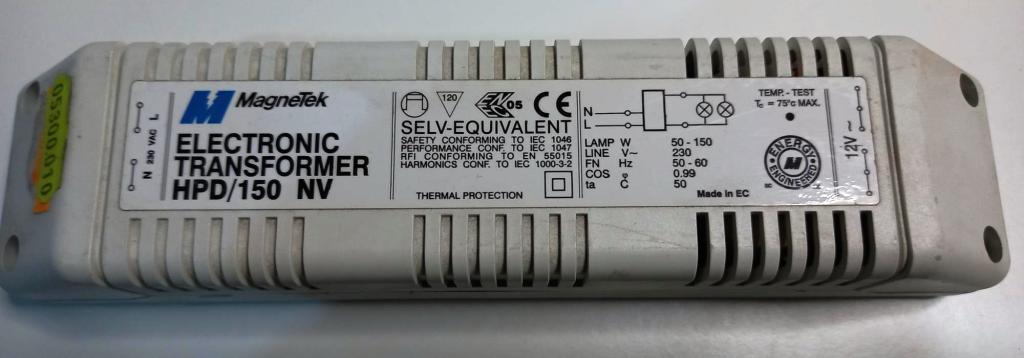 05300.010
N 230 VAC L
MagneTek
ELECTRONIC
TRANSFORMER
HPD/150 NV
120
05 CE
SELV-EQUIVALENT
SAFETY CONFORMING TO IEC 1046
PERFORMANCE CONF. TO IEC 1047
RFI CONFORMING TO EN 55015
HARMONICS CONF. TO IEC 1000-3-2
THERMAL PROTECTION
N
L
LAMP W 50 - 150
LINE V~ 230
FN Hz 50 - 60
COS φ 0.99
ta C 50
Made in EC
TEMP. - TEST
Tc = 75°c MAX.
ENERGY
ENGINEERED
12V ~